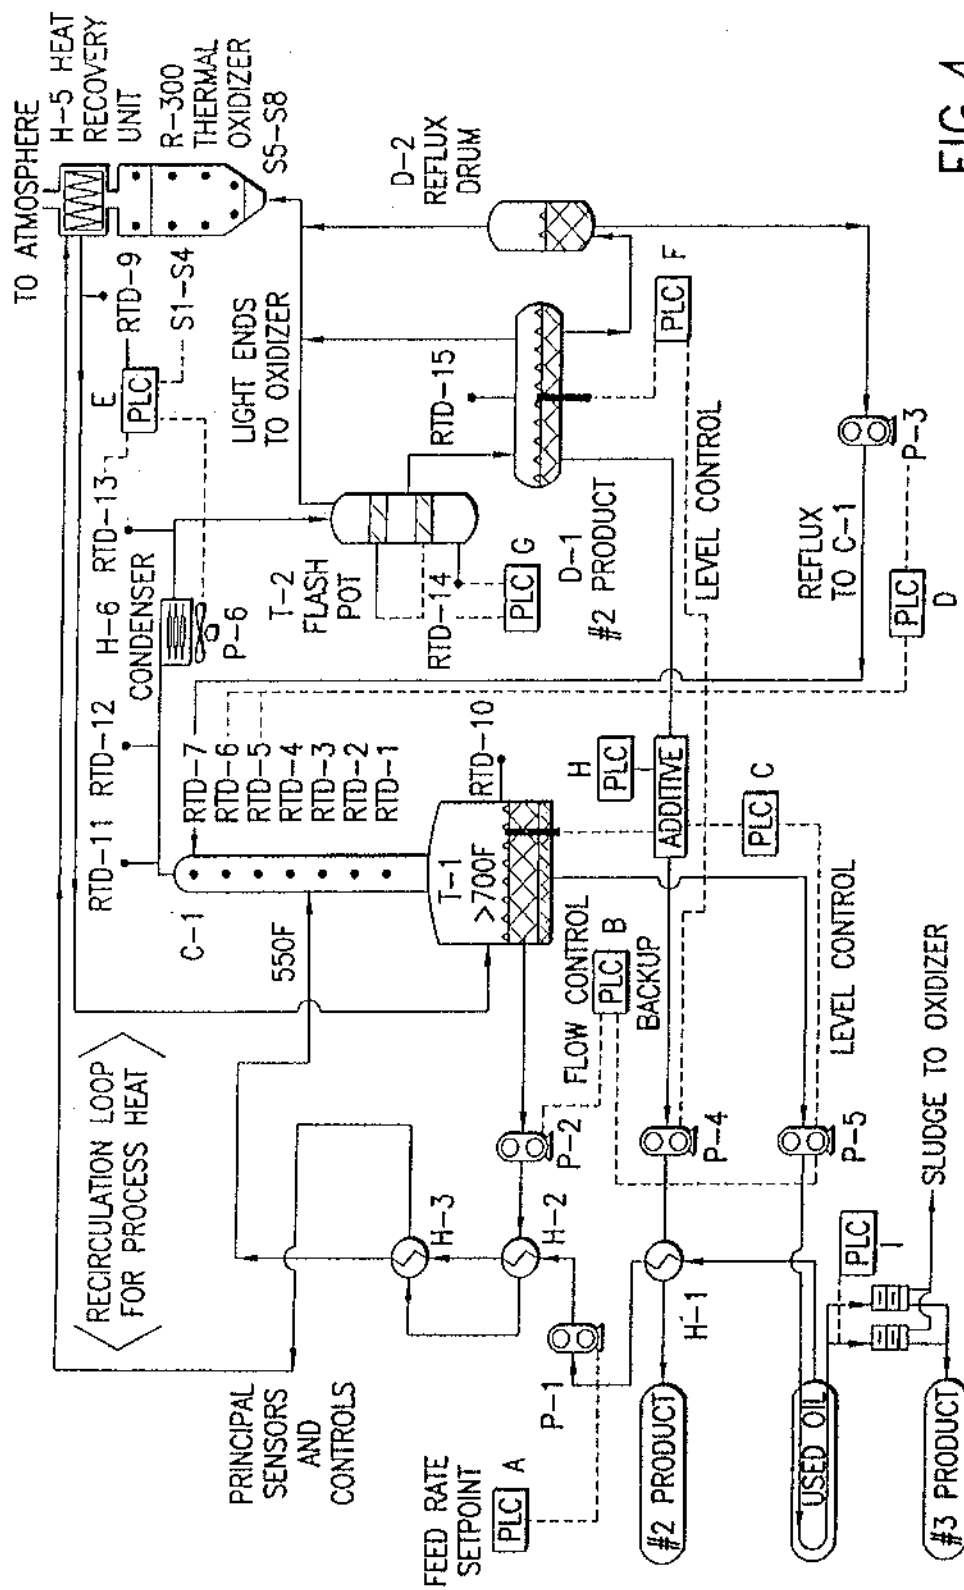 TO ATMOSPHERE
H-5 HEAT
RECOVERY
UNIT
R-300
THERMAL
OXIDIZER
S5-S8
RTD-9
S1-S4
E
PLC
RTD-13
H-6
CONDENSER
P-6
RTD-12
RTD-11
LIGHT ENDS
TO OXIDIZER
D-2
REFLUX
DRUM
RTD-15
PLC
F
T-2
FLASH
POT
RTD-14
PLC
G
D-1
#2 PRODUCT
LEVEL CONTROL
P-3
REFLUX
TO C-1
PLC
D
C-1
RTD-7
RTD-6
RTD-5
RTD-4
RTD-3
RTD-2
RTD-1
550F
T-1
>700F
RTD-10
H
PLC
ADDITIVE
PLC
C
RECIRCULATION LOOP
FOR PROCESS HEAT
FLOW CONTROL
PLC
B
BACKUP
LEVEL CONTROL
P-2
P-4
P-5
H-3
H-2
H-1
P-1
PLC
I
SLUDGE TO OXIDIZER
PRINCIPAL
SENSORS
AND
CONTROLS
FEED RATE
SETPOINT
PLC
A
#2 PRODUCT
USED OIL
#3 PRODUCT
FIG. 4